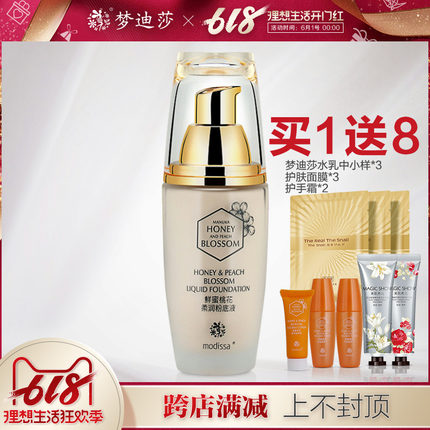 梦迪莎 × 618 理想生活开门红
活动时间：6月1号 00:00
买1送8
梦迪莎水乳中小样*3
护肤面膜*3
护手霜*2
MANUKA
HONEY
AND PEACH
BLOSSOM
HONEY & PEACH
BLOSSOM
LIQUID FOUNDATION
鲜蜜桃花
柔润粉底液
modissa
The Real The Snail
MAGIC SHOW
MAGIC SHOW
618
理想生活狂欢季
跨店满减 上不封顶